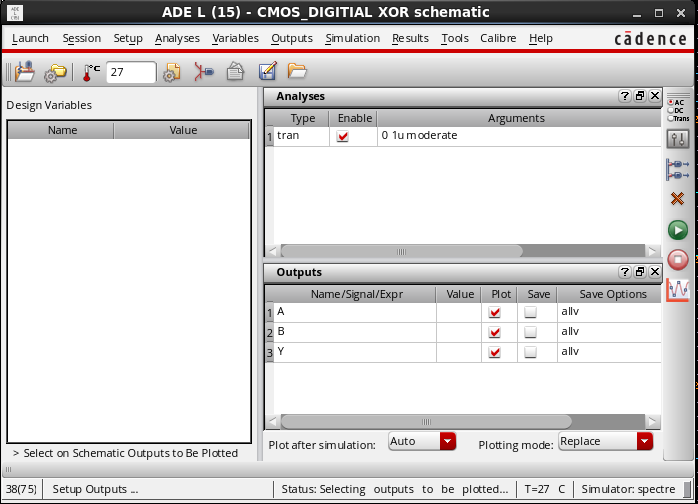 ADE L (15) - CMOS_DIGITIAL XOR schematic
Launch Session Setup Analyses Variables Outputs Simulation Results Tools Calibre Help
cādence
°C 27
Design Variables
Name Value
Analyses
Type Enable Arguments
1 tran 0 1u moderate
AC
DC
Trans
Outputs
Name/Signal/Expr Value Plot Save Save Options
1 A allv
2 B allv
3 Y allv
> Select on Schematic Outputs to Be Plotted
Plot after simulation: Auto Plotting mode: Replace
38(75) Setup Outputs ... Status: Selecting outputs to be plotted... T=27 C Simulator: spectre